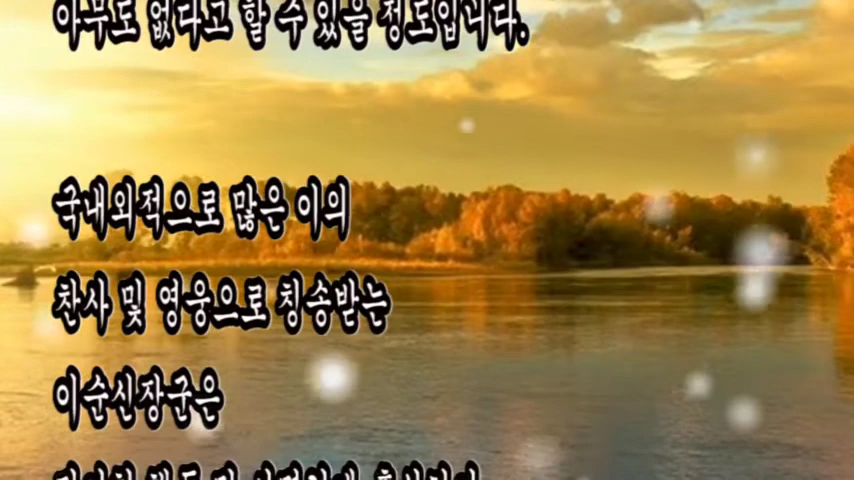 아무도 없다고 할 수 있을 정도입니다.
국내외적으로 많은 이의
찬사 및 영웅으로 칭송받는
이순신장군은